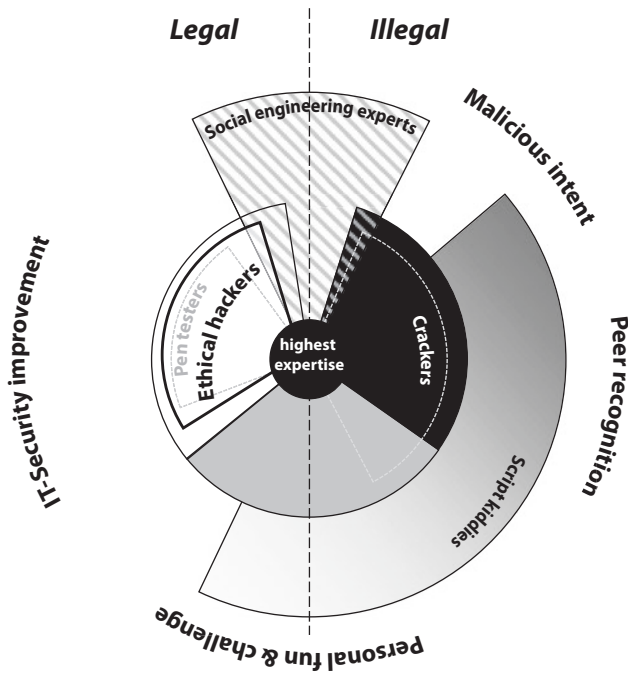 Legal
Illegal
Social engineering experts
Malicious intent
IT-Security improvement
Pen testers
Ethical hackers
highest
expertise
Crackers
Peer recognition
Script kiddies
Personal fun & challenge